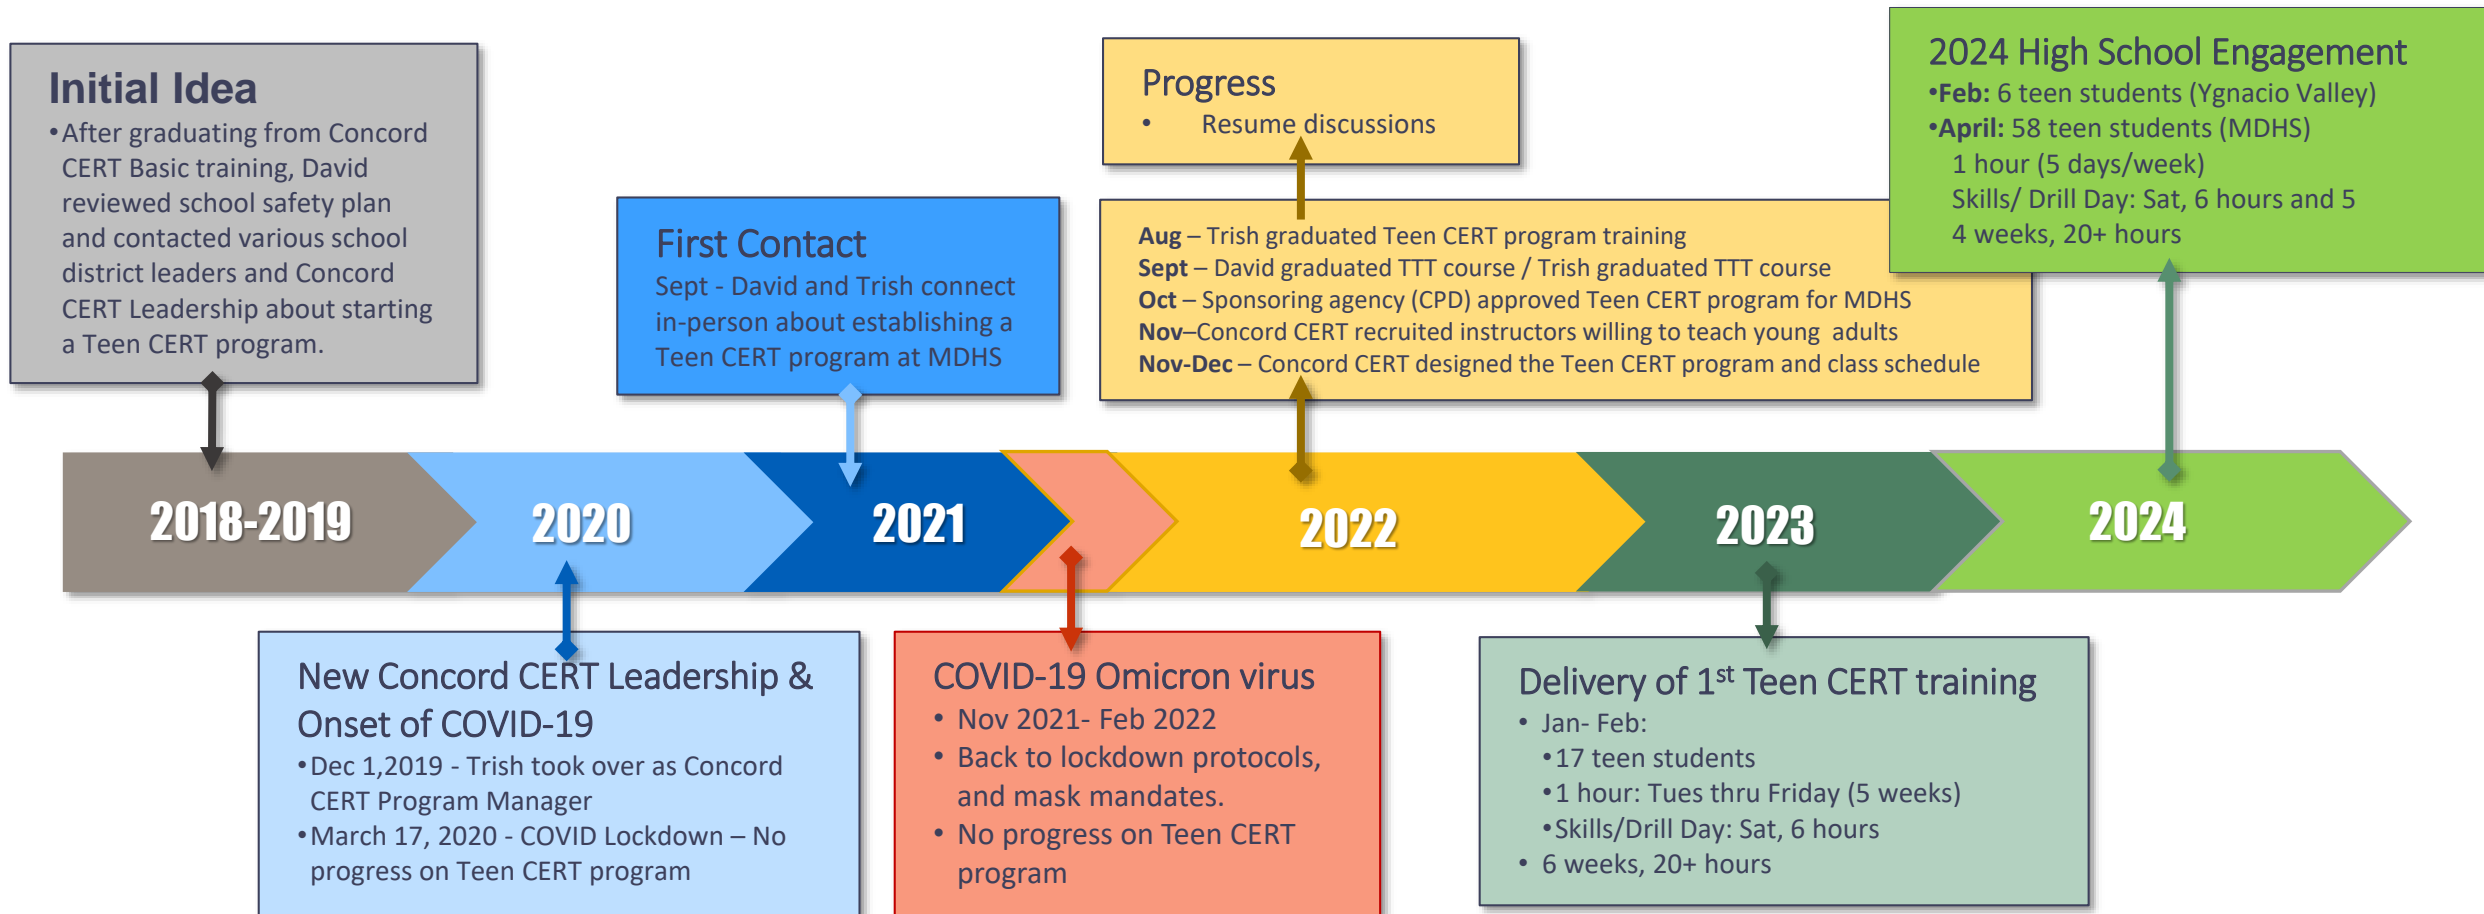 Initial Idea
•After graduating from Concord
CERT Basic training, David
reviewed school safety plan
and contacted various school
district leaders and Concord
CERT Leadership about starting
a Teen CERT program.
First Contact
Sept - David and Trish connect
in-person about establishing a
Teen CERT program at MDHS
Progress
• Resume discussions
Aug – Trish graduated Teen CERT program training
Sept – David graduated TTT course / Trish graduated TTT course
Oct – Sponsoring agency (CPD) approved Teen CERT program for MDHS
Nov–Concord CERT recruited instructors willing to teach young adults
Nov-Dec – Concord CERT designed the Teen CERT program and class schedule
2024 High School Engagement
•Feb: 6 teen students (Ygnacio Valley)
•April: 58 teen students (MDHS)
1 hour (5 days/week)
Skills/ Drill Day: Sat, 6 hours and 5
4 weeks, 20+ hours
2018-2019
2020
2021
2022
2023
2024
New Concord CERT Leadership &
Onset of COVID-19
•Dec 1,2019 - Trish took over as Concord
CERT Program Manager
•March 17, 2020 - COVID Lockdown – No
progress on Teen CERT program
COVID-19 Omicron virus
• Nov 2021- Feb 2022
• Back to lockdown protocols,
and mask mandates.
• No progress on Teen CERT
program
Delivery of 1st Teen CERT training
• Jan- Feb:
•17 teen students
•1 hour: Tues thru Friday (5 weeks)
•Skills/Drill Day: Sat, 6 hours
• 6 weeks, 20+ hours